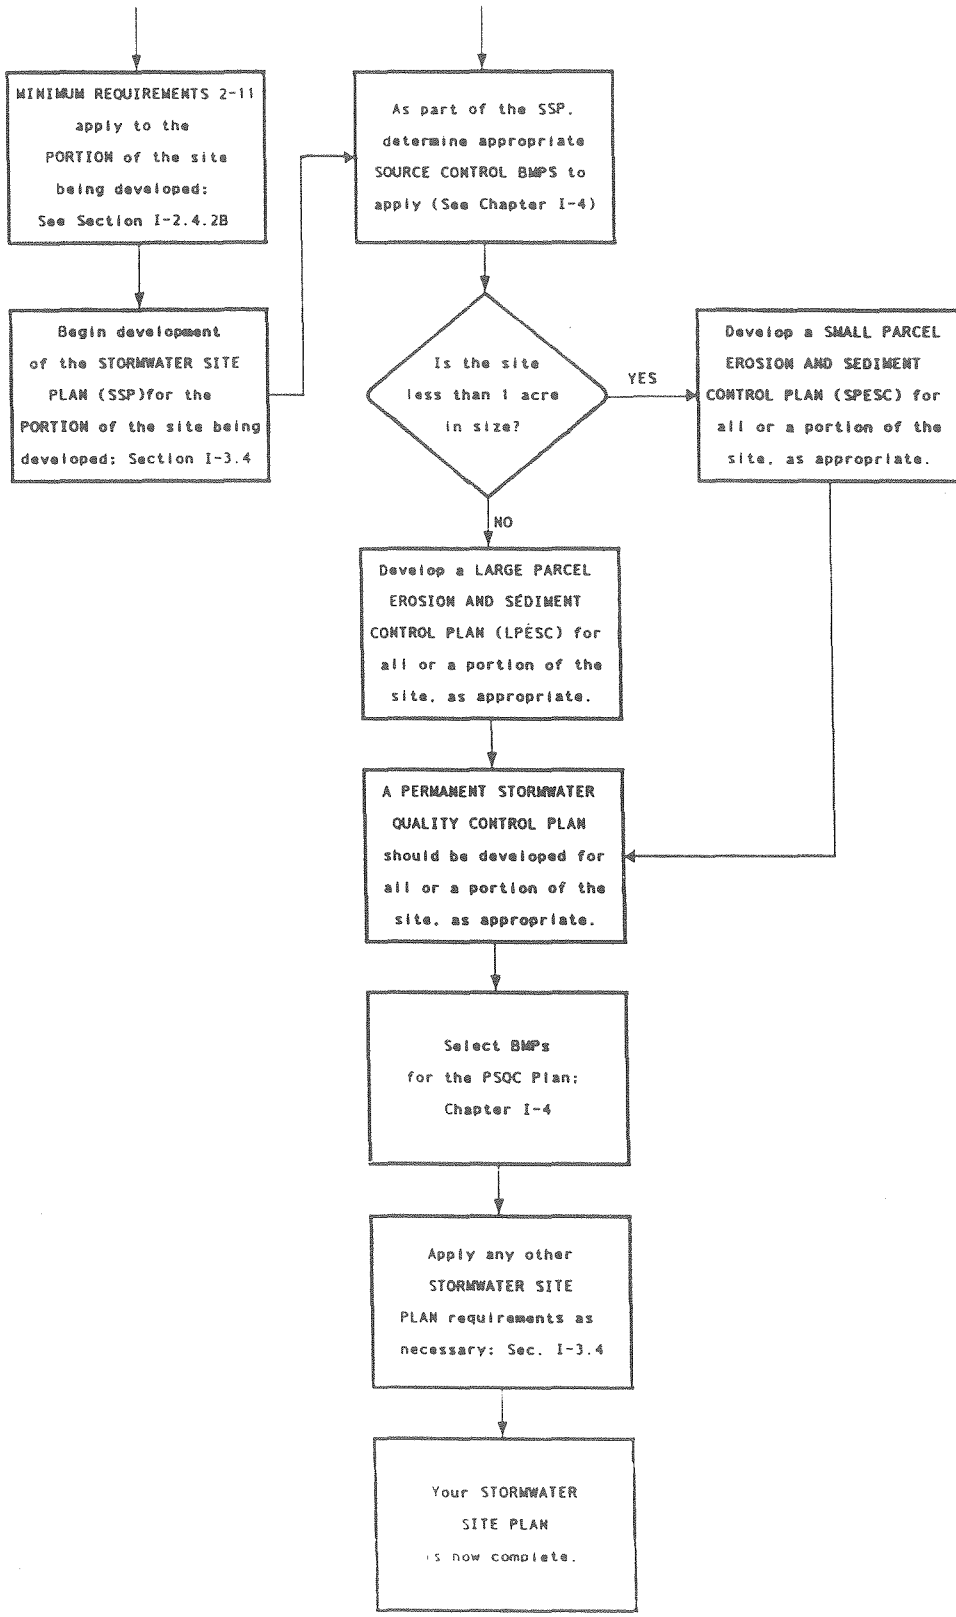 MINIMUM REQUIREMENTS 2-11
apply to the
PORTION of the site
being developed:
See Section I-2.4.2B
Begin development
of the STORMWATER SITE
PLAN (SSP)for the
PORTION of the site being
developed; Section I-3.4
As part of the SSP,
determine appropriate
SOURCE CONTROL BMPS to
apply (See Chapter I-4)
Is the site
less than 1 acre
in size?
YES
Develop a SMALL PARCEL
EROSION AND SEDIMENT
CONTROL PLAN (SPESC) for
all or a portion of the
site, as appropriate.
NO
Develop a LARGE PARCEL
EROSION AND SEDIMENT
CONTROL PLAN (LPESC) for
all or a portion of the
site, as appropriate.
A PERMANENT STORMWATER
QUALITY CONTROL PLAN
should be developed for
all or a portion of the
site, as appropriate.
Select BMPs
for the PSQC Plan:
Chapter I-4
Apply any other
STORMWATER SITE
PLAN requirements as
necessary: Sec. I-3.4
Your STORMWATER
SITE PLAN
is now complete.